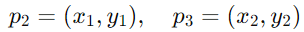 p₂ = (x₁, y₁), p₃ = (x₂, y₂)